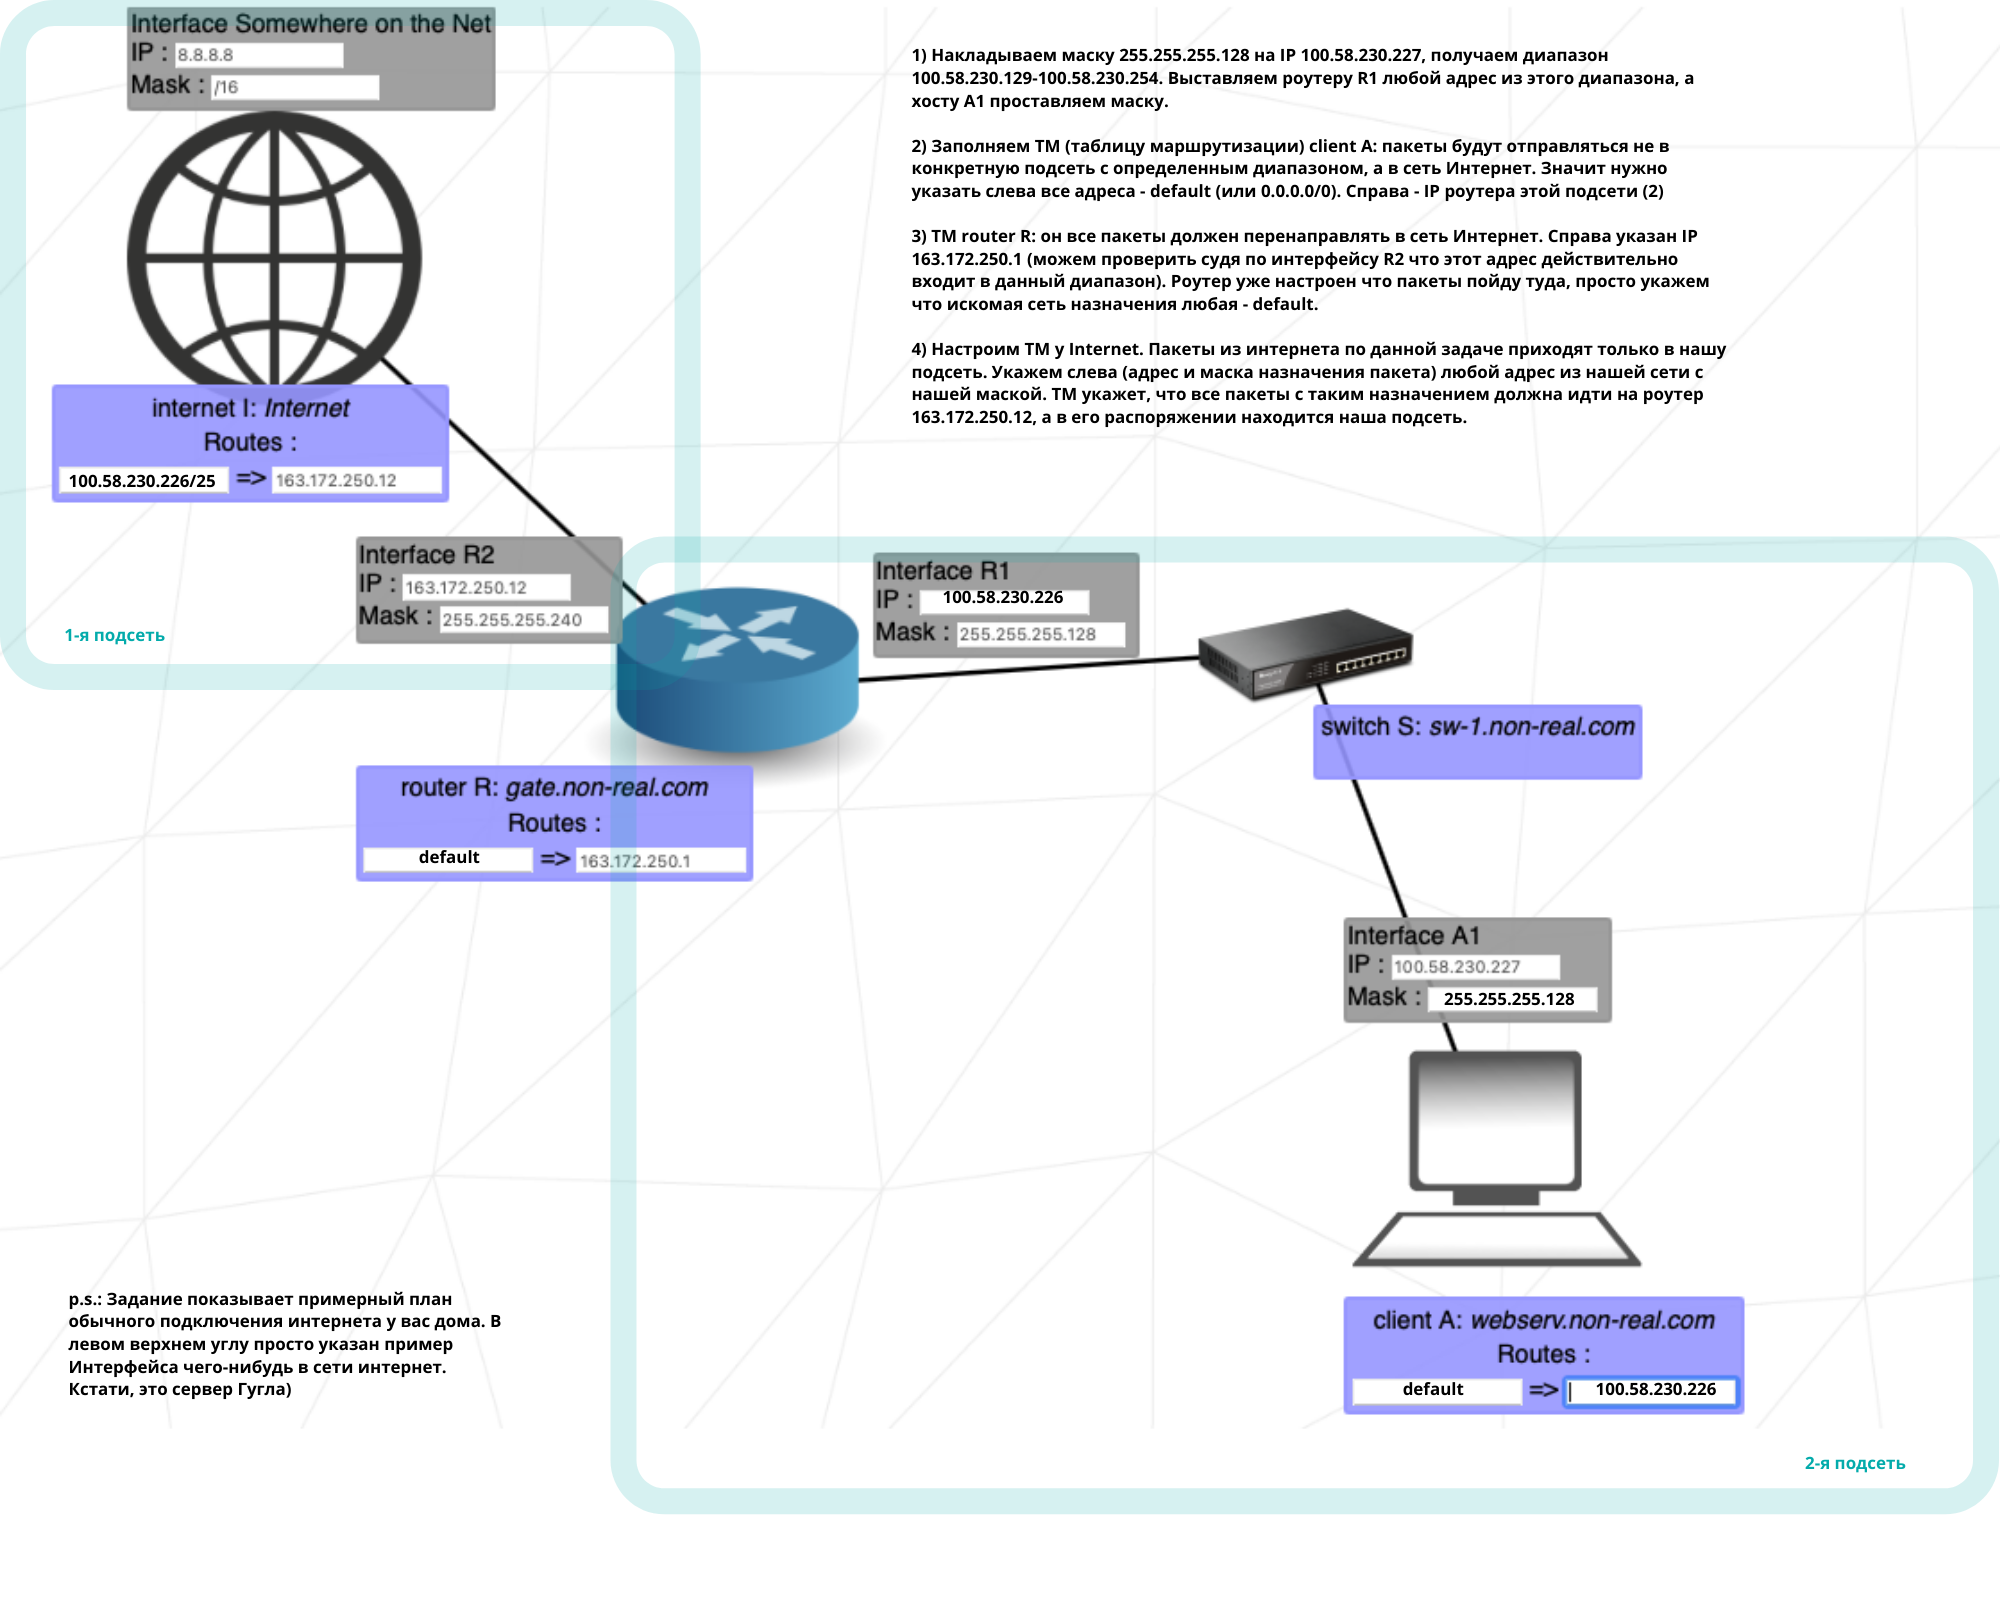 Interface Somewhere on the Net
IP : 8.8.8.8
Mask : /16
1) Накладываем маску 255.255.255.128 на IP 100.58.230.227, получаем диапазон
100.58.230.129-100.58.230.254. Выставляем роутеру R1 любой адрес из этого диапазона, а
хосту A1 проставляем маску.
2) Заполняем ТМ (таблицу маршрутизации) client A: пакеты будут отправляться не в
конкретную подсеть с определенным диапазоном, а в сеть Интернет. Значит нужно
указать слева все адреса - default (или 0.0.0.0/0). Справа - IP роутера этой подсети (2)
3) ТМ router R: он все пакеты должен перенаправлять в сеть Интернет. Справа указан IP
163.172.250.1 (можем проверить судя по интерфейсу R2 что этот адрес действительно
входит в данный диапазон). Роутер уже настроен что пакеты пойду туда, просто укажем
что искомая сеть назначения любая - default.
4) Настроим ТМ у Internet. Пакеты из интернета по данной задаче приходят только в нашу
подсеть. Укажем слева (адрес и маска назначения пакета) любой адрес из нашей сети с
нашей маской. ТМ укажет, что все пакеты с таким назначением должна идти на роутер
163.172.250.12, а в его распоряжении находится наша подсеть.
internet I: Internet
Routes :
100.58.230.226/25 => 163.172.250.12
Interface R2
IP : 163.172.250.12
Mask : 255.255.255.240
1-я подсеть
Interface R1
IP : 100.58.230.226
Mask : 255.255.255.128
switch S: sw-1.non-real.com
router R: gate.non-real.com
Routes :
default => 163.172.250.1
Interface A1
IP : 100.58.230.227
Mask : 255.255.255.128
p.s.: Задание показывает примерный план
обычного подключения интернета у вас дома. В
левом верхнем углу просто указан пример
Интерфейса чего-нибудь в сети интернет.
Кстати, это сервер Гугла)
client A: webserv.non-real.com
Routes :
default => 100.58.230.226
2-я подсеть